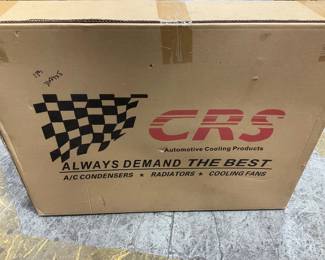 CRS
Automotive Cooling Products
ALWAYS DEMAND THE BEST
A/C CONDENSERS ★ RADIATORS ★ COOLING FANS